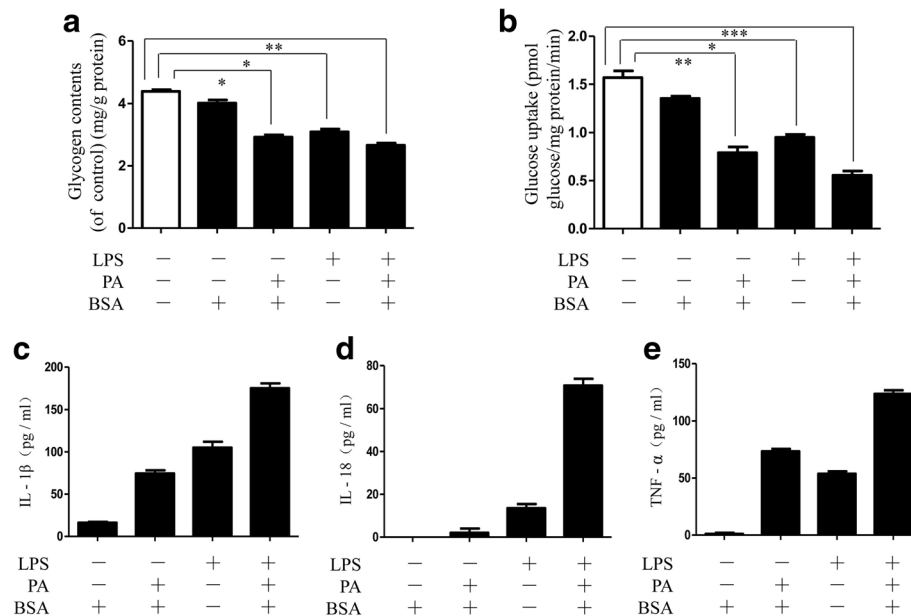 a
Glycogen contents
(of control) (mg/g protein)
6
4
2
0
**
*
*
LPS − − − + +
PA − − + − +
BSA − + + − +
b
Glucose uptake (pmol
glucose/mg protein/min)
2.0
1.5
1.0
0.5
0.0
***
*
**
LPS − − − + +
PA − − + − +
BSA − + + − +
c
IL - 1β (pg / ml)
200
150
100
50
0
LPS − − + +
PA − + − +
BSA + + − +
d
IL - 18 (pg / ml)
80
60
40
20
0
LPS − − + +
PA − + − +
BSA + + − +
e
TNF - α (pg / ml)
150
100
50
0
LPS − − + +
PA − + − +
BSA + + − +